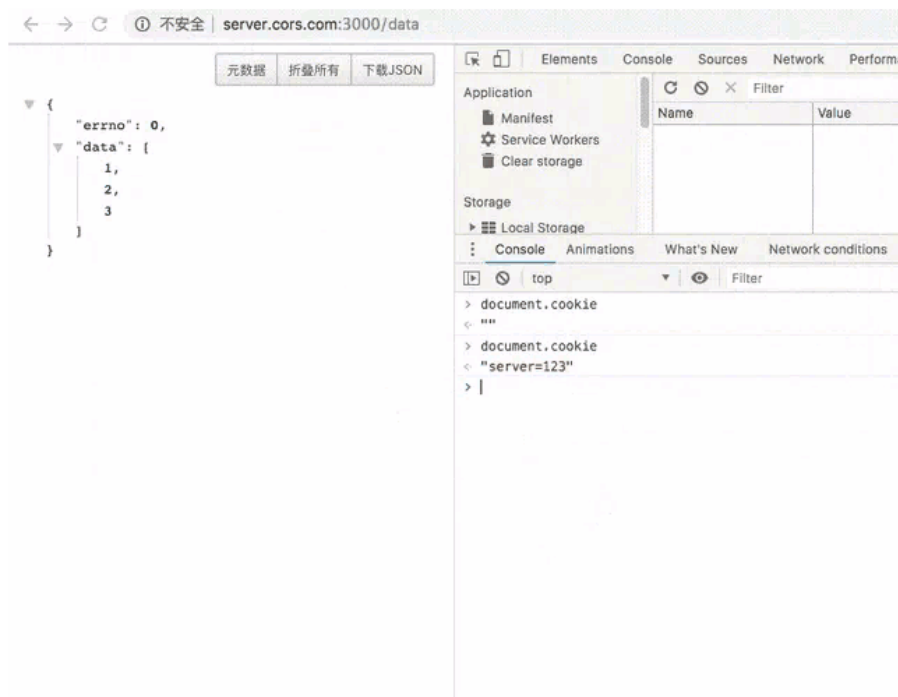 不安全 | server.cors.com:3000/data
元数据 折叠所有 下载JSON
{
"errno": 0,
"data": [
1,
2,
3
]
}
Elements Console Sources Network Perform
Application
Manifest
Service Workers
Clear storage
Storage
Local Storage
Filter
Name Value
Console Animations What's New Network conditions
top Filter
> document.cookie
<· ""
> document.cookie
<· "server=123"
>